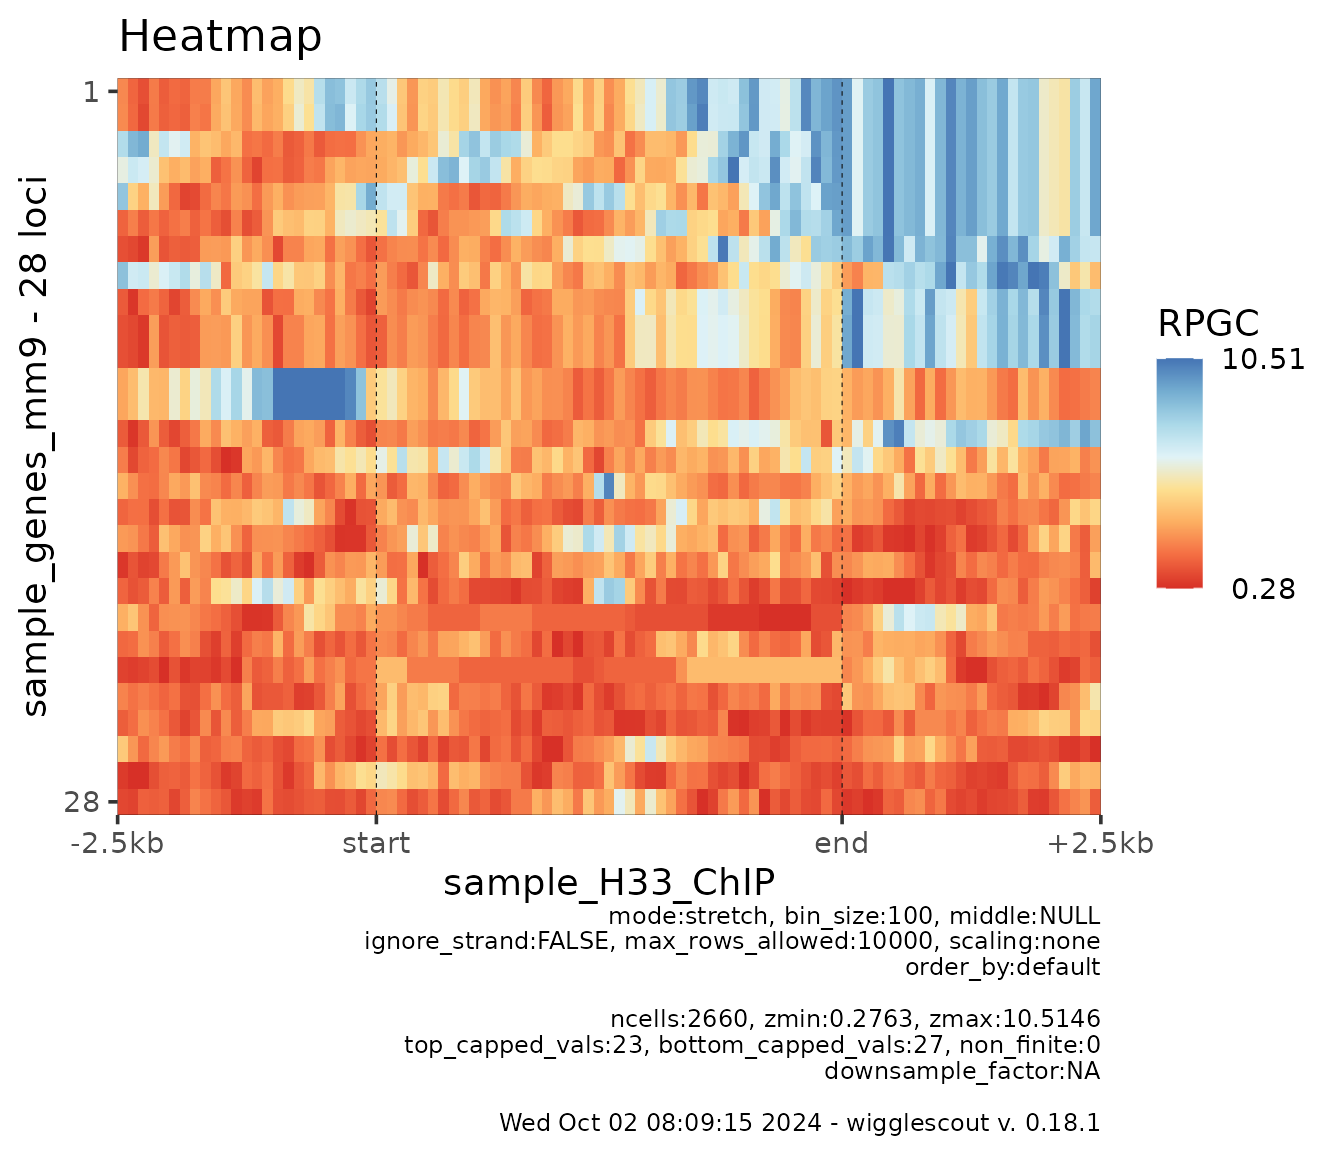 Heatmap
1
28
sample_genes_mm9 - 28 loci
-2.5kb
start
end
+2.5kb
sample_H33_ChIP
RPGC
10.51
0.28
mode:stretch, bin_size:100, middle:NULL
ignore_strand:FALSE, max_rows_allowed:10000, scaling:none
order_by:default
ncells:2660, zmin:0.2763, zmax:10.5146
top_capped_vals:23, bottom_capped_vals:27, non_finite:0
downsample_factor:NA
Wed Oct 02 08:09:15 2024 - wigglescout v. 0.18.1